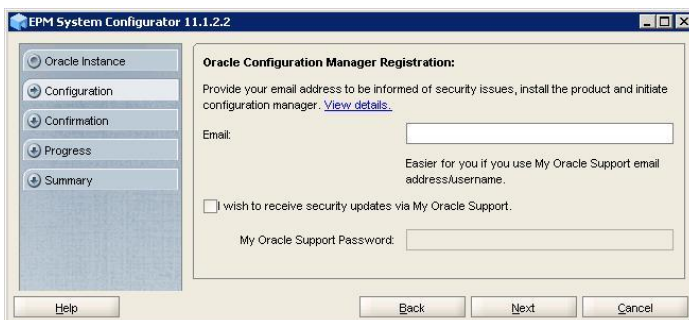 EPM System Configurator 11.1.2.2
Oracle Instance
Configuration
Confirmation
Progress
Summary
Oracle Configuration Manager Registration:
Provide your email address to be informed of security issues, install the product and initiate
configuration manager. View details.
Email:
Easier for you if you use My Oracle Support email
address/username.
I wish to receive security updates via My Oracle Support.
My Oracle Support Password:
Help
Back
Next
Cancel